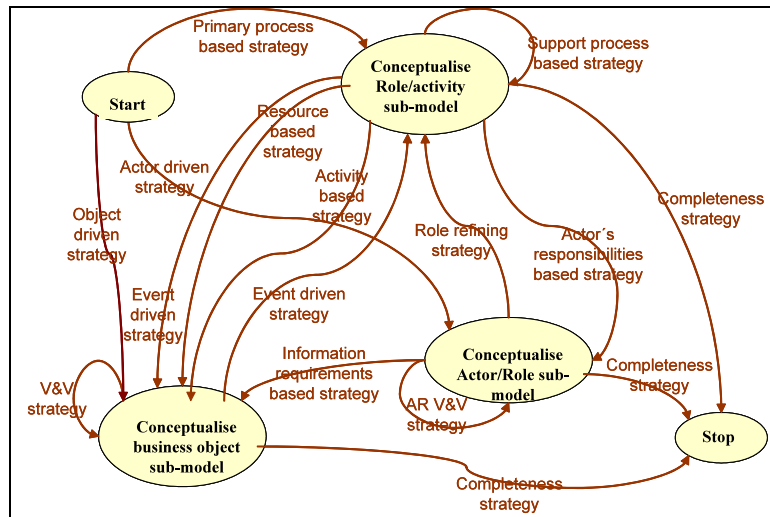 Primary process
based strategy
Conceptualise
Role/activity
sub-model
Support process
based strategy
Start
Resource
based
strategy
Actor driven
strategy
Activity
based
strategy
Completeness
strategy
Object
driven
strategy
Role refining
strategy
Actor´s
responsibilities
based strategy
Event
driven
strategy
Event driven
strategy
Information
requirements
based strategy
Conceptualise
Actor/Role sub-
model
Completeness
strategy
V&V
strategy
AR V&V
strategy
Conceptualise
business object
sub-model
Stop
Completeness
strategy